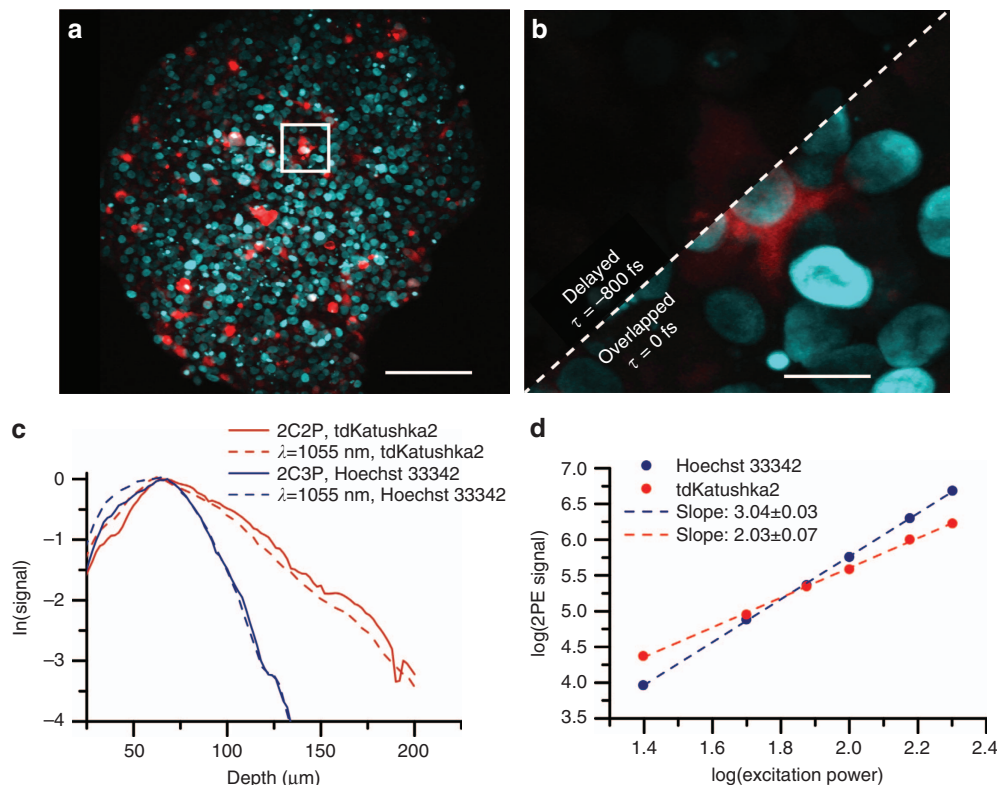 a
b
Delayed
τ = −800 fs
Overlapped
τ = 0 fs
c
2C2P, tdKatushka2
λ=1055 nm, tdKatushka2
2C3P, Hoechst 33342
λ=1055 nm, Hoechst 33342
0
−1
−2
−3
−4
ln(signal)
50
100
150
200
Depth (μm)
d
Hoechst 33342
tdKatushka2
Slope: 3.04±0.03
Slope: 2.03±0.07
7.0
6.5
6.0
5.5
5.0
4.5
4.0
3.5
log(2PE signal)
1.4
1.6
1.8
2.0
2.2
2.4
log(excitation power)